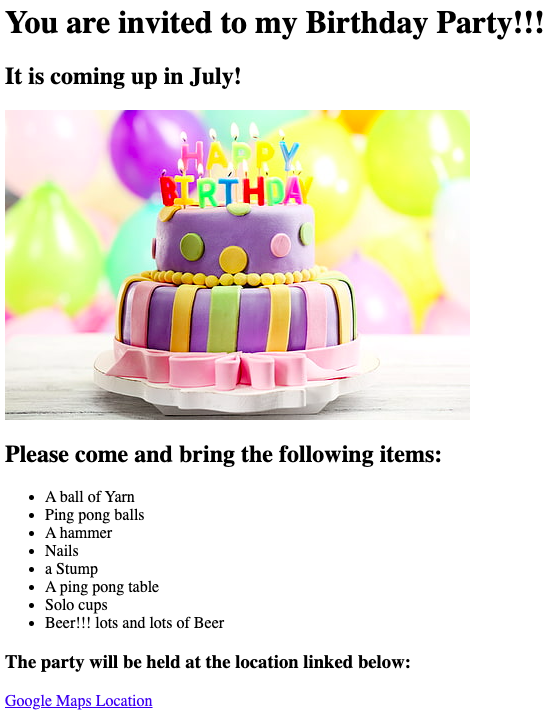 You are invited to my Birthday Party!!!
It is coming up in July!
HAPPY
BIRTHDAY
Please come and bring the following items:
• A ball of Yarn
• Ping pong balls
• A hammer
• Nails
• a Stump
• A ping pong table
• Solo cups
• Beer!!! lots and lots of Beer
The party will be held at the location linked below:
Google Maps Location